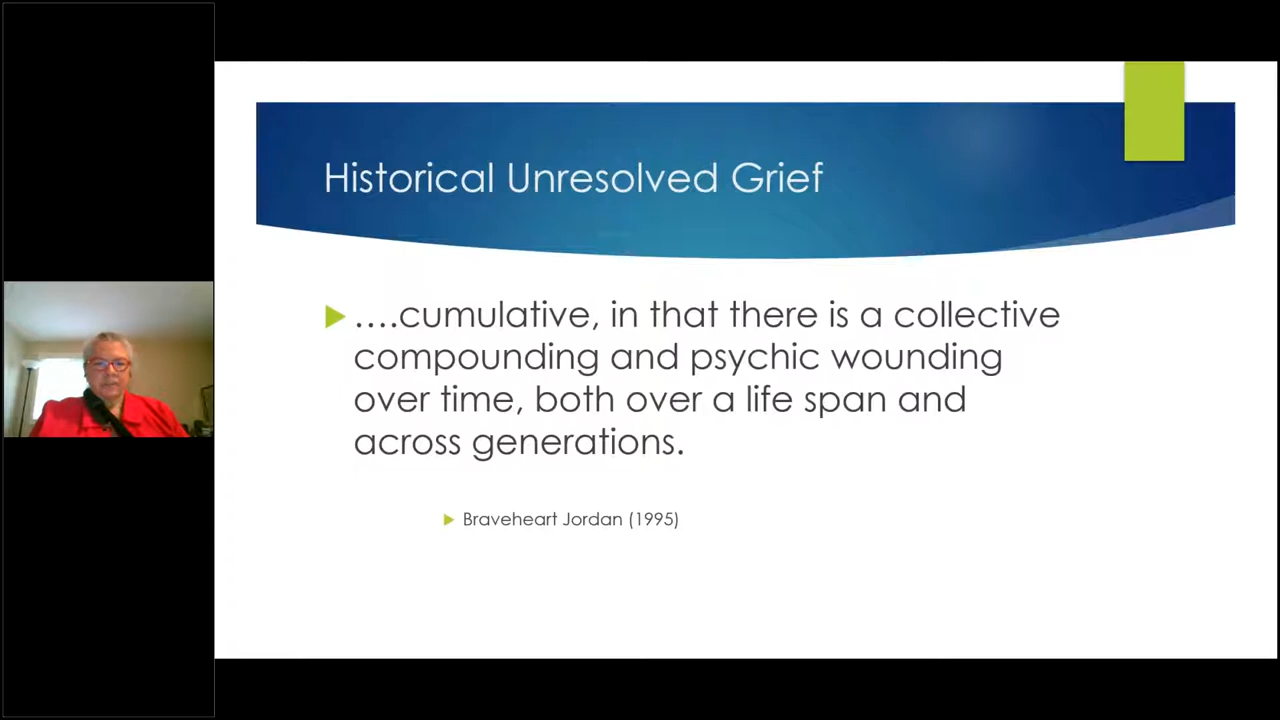 Historical Unresolved Grief
....cumulative, in that there is a collective
compounding and psychic wounding
over time, both over a life span and
across generations.
Braveheart Jordan (1995)